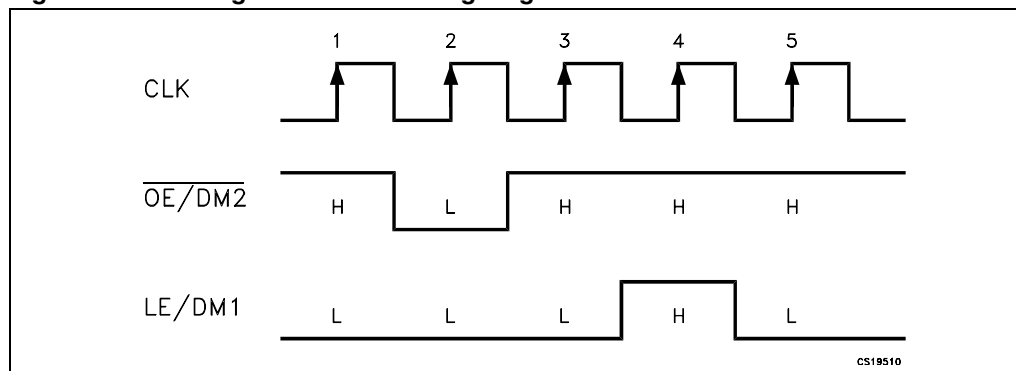 1 2 3 4 5
CLK
OE/DM2 H L H H H
LE/DM1 L L L H L
CS19510